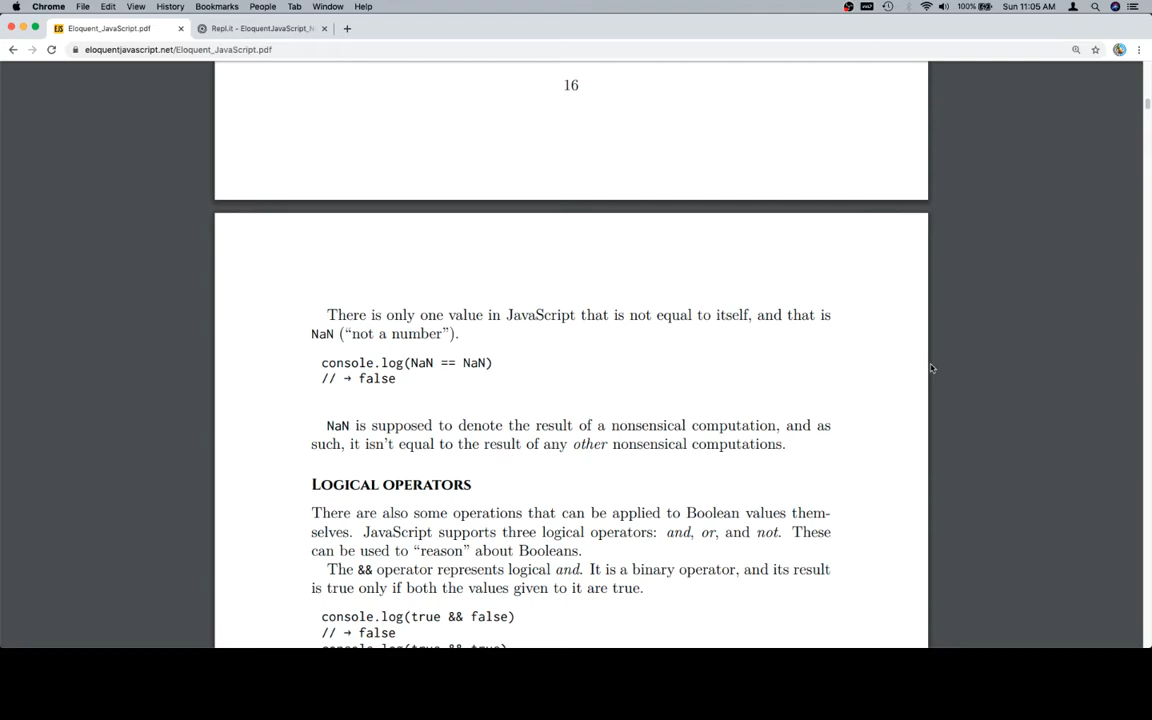 Chrome File Edit View History Bookmarks People Tab Window Help 100% Sun 11:05 AM
Eloquent_JavaScript.pdf Repl.it - EloquentJavaScript_N
eloquentjavascript.net/Eloquent_JavaScript.pdf
16
There is only one value in JavaScript that is not equal to itself, and that is
NaN (“not a number”).
console.log(NaN == NaN)
// → false
NaN is supposed to denote the result of a nonsensical computation, and as
such, it isn’t equal to the result of any other nonsensical computations.
Logical operators
There are also some operations that can be applied to Boolean values them-
selves. JavaScript supports three logical operators: and, or, and not. These
can be used to “reason” about Booleans.
The && operator represents logical and. It is a binary operator, and its result
is true only if both the values given to it are true.
console.log(true && false)
// → false
console.log(true && true)